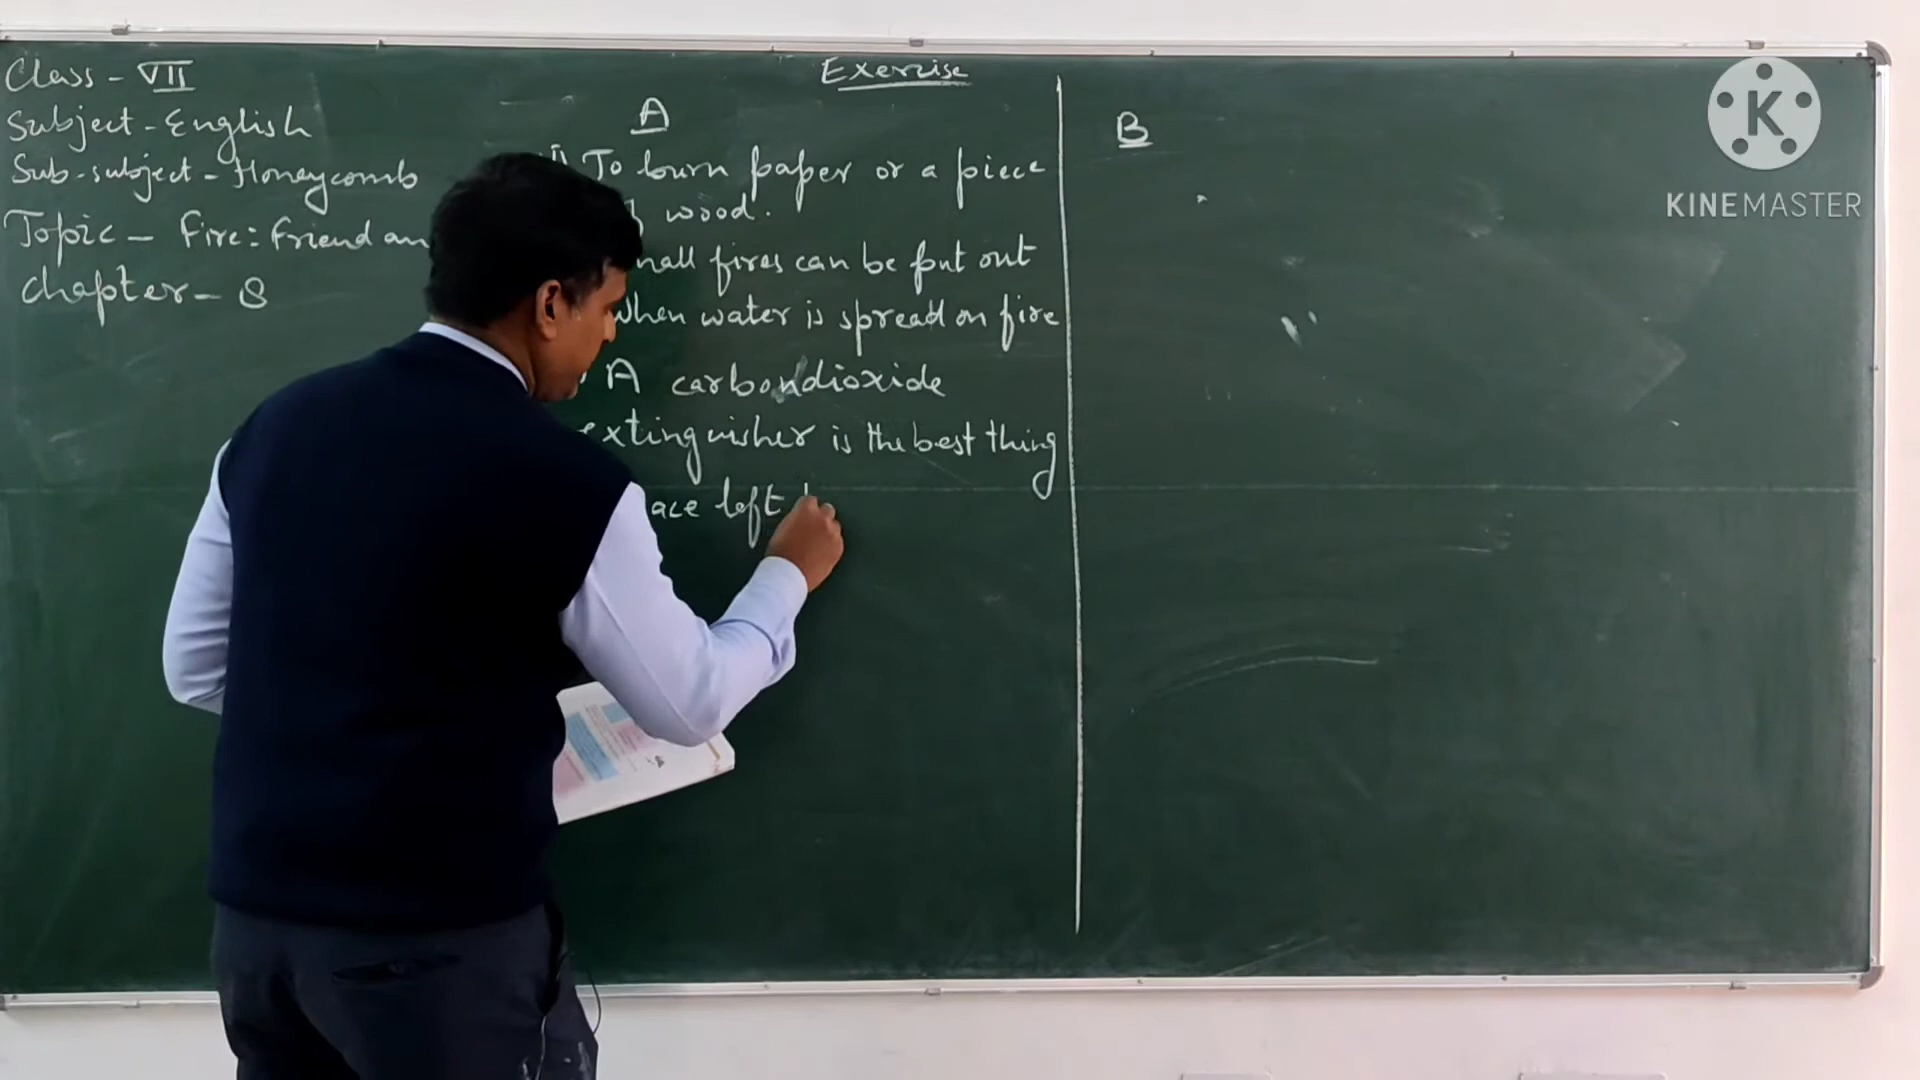 Class - VII
Subject - English
Sub-subject - Honeycomb
Topic - Fire: Friend an
Chapter - 8
Exercise
A
To burn paper or a piece
wood.
fires can be put out
when water is spread on fire
A carbondioxide
extinguisher is the best thing
left
B
K
KINEMASTER